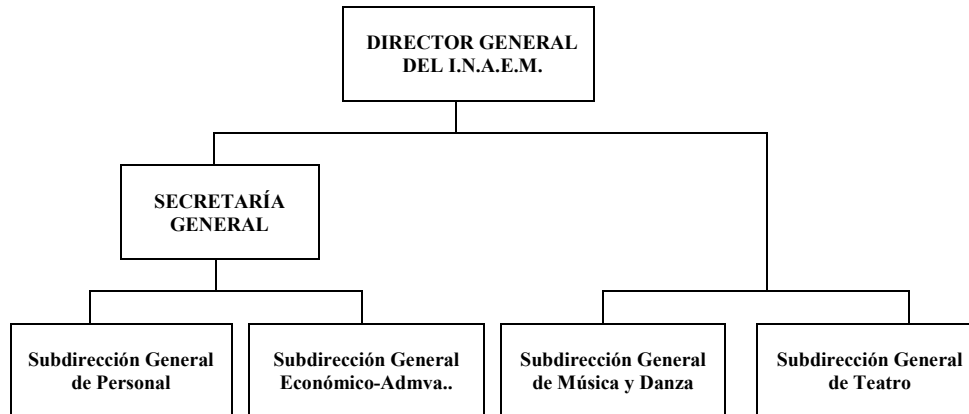 DIRECTOR GENERAL
DEL I.N.A.E.M.
SECRETARÍA
GENERAL
Subdirección General
de Personal
Subdirección General
Económico-Admva..
Subdirección General
de Música y Danza
Subdirección General
de Teatro